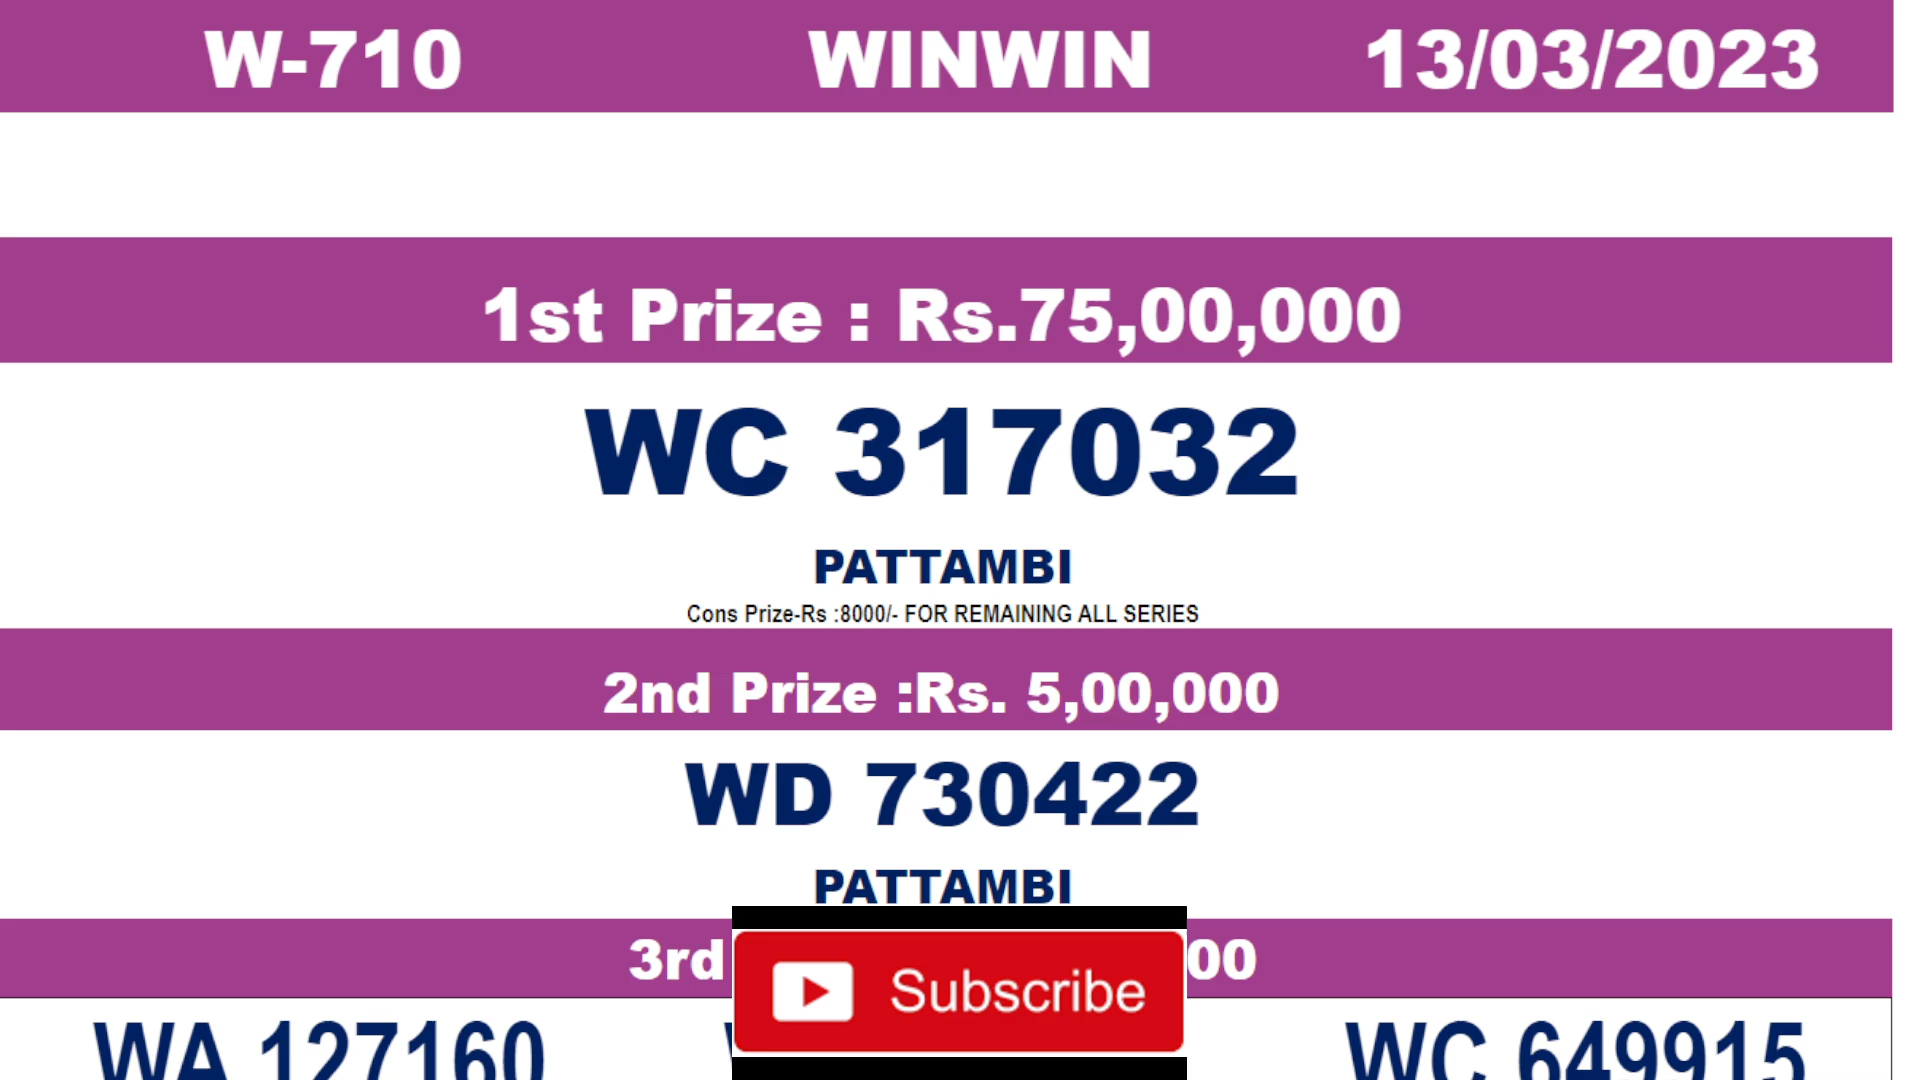 W-710 WINWIN 13/03/2023
1st Prize : Rs.75,00,000
WC 317032
PATTAMBI
Cons Prize-Rs :8000/- FOR REMAINING ALL SERIES
2nd Prize :Rs. 5,00,000
WD 730422
PATTAMBI
3rd 00
Subscribe
WA 127160 WC 649915